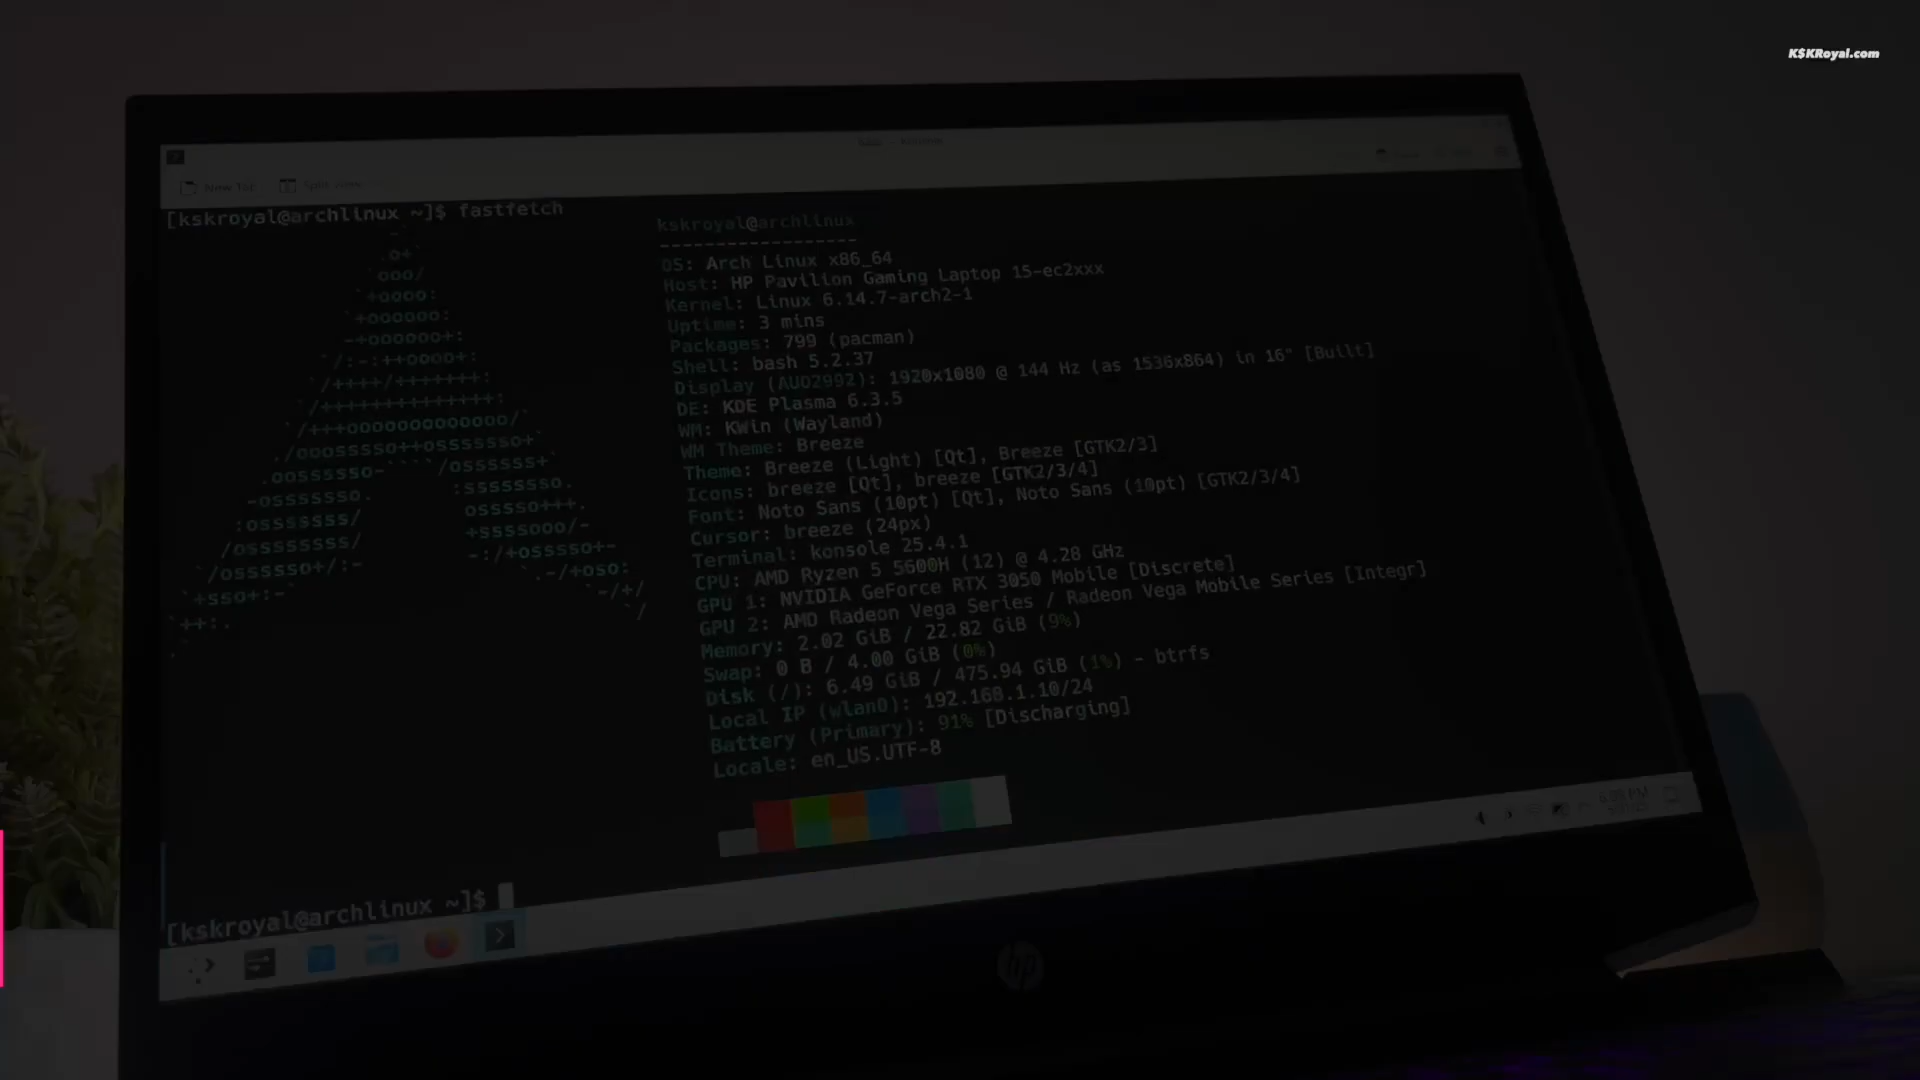 K$KRoyal.com
New Tab Split View
[kskroyal@archlinux ~]$ fastfetch
kskroyal@archlinux
------------------
OS: Arch Linux x86_64
Host: HP Pavilion Gaming Laptop 15-ec2xxx
Kernel: Linux 6.14.7-arch2-1
Uptime: 3 mins
Packages: 799 (pacman)
Shell: bash 5.2.37
Display (AUO2992): 1920x1080 @ 144 Hz (as 1536x864) in 16" [Built]
DE: KDE Plasma 6.3.5
WM: KWin (Wayland)
WM Theme: Breeze
Theme: Breeze (Light) [Qt], Breeze [GTK2/3]
Icons: breeze [Qt], breeze [GTK2/3/4]
Font: Noto Sans (10pt) [Qt], Noto Sans (10pt) [GTK2/3/4]
Cursor: breeze (24px)
Terminal: konsole 25.4.1
CPU: AMD Ryzen 5 5600H (12) @ 4.28 GHz
GPU 1: NVIDIA GeForce RTX 3050 Mobile [Discrete]
GPU 2: AMD Radeon Vega Series / Radeon Vega Mobile Series [Integr]
Memory: 2.02 GiB / 22.82 GiB (9%)
Swap: 0 B / 4.00 GiB (0%)
Disk (/): 6.49 GiB / 475.94 GiB (1%) - btrfs
Local IP (wlan0): 192.168.1.10/24
Battery (Primary): 91% [Discharging]
Locale: en_US.UTF-8
[kskroyal@archlinux ~]$
hp